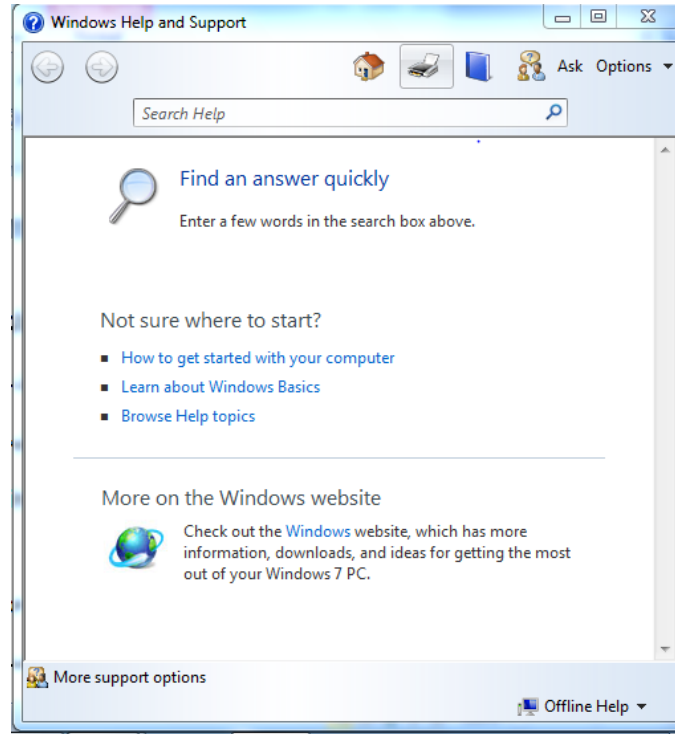 Windows Help and Support
Ask Options
Search Help
Find an answer quickly
Enter a few words in the search box above.
Not sure where to start?
How to get started with your computer
Learn about Windows Basics
Browse Help topics
More on the Windows website
Check out the Windows website, which has more
information, downloads, and ideas for getting the most
out of your Windows 7 PC.
More support options
Offline Help